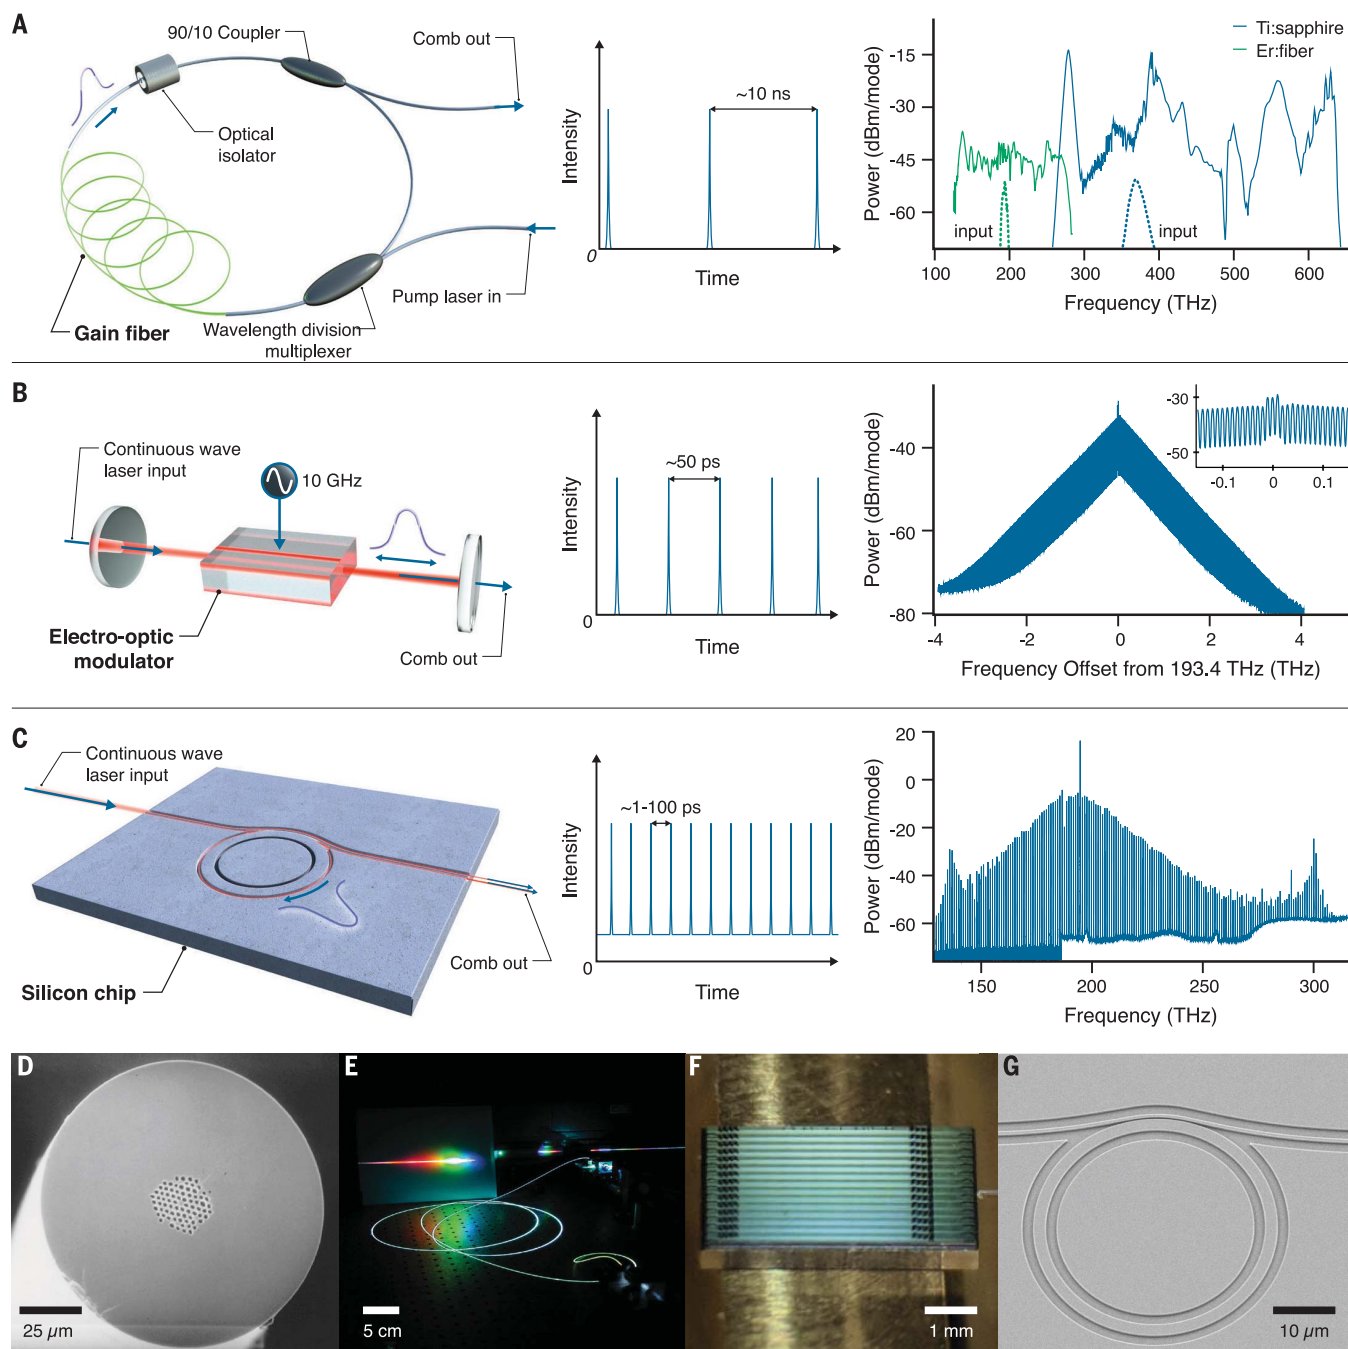 A
90/10 Coupler
Comb out
Optical
isolator
Pump laser in
Gain fiber
Wavelength division
multiplexer
Intensity
~10 ns
0
Time
Ti:sapphire
Er:fiber
Power (dBm/mode)
-15
-30
-45
-60
input
input
100 200 300 400 500 600
Frequency (THz)
B
Continuous wave
laser input
10 GHz
Electro-optic
modulator
Comb out
Intensity
~50 ps
0
Time
Power (dBm/mode)
-40
-60
-80
-30
-50
-0.1 0 0.1
-4 -2 0 2 4
Frequency Offset from 193.4 THz (THz)
C
Continuous wave
laser input
Silicon chip
Comb out
Intensity
~1-100 ps
0
Time
Power (dBm/mode)
20
0
-20
-40
-60
150 200 250 300
Frequency (THz)
D
25 µm
E
5 cm
F
1 mm
G
10 µm